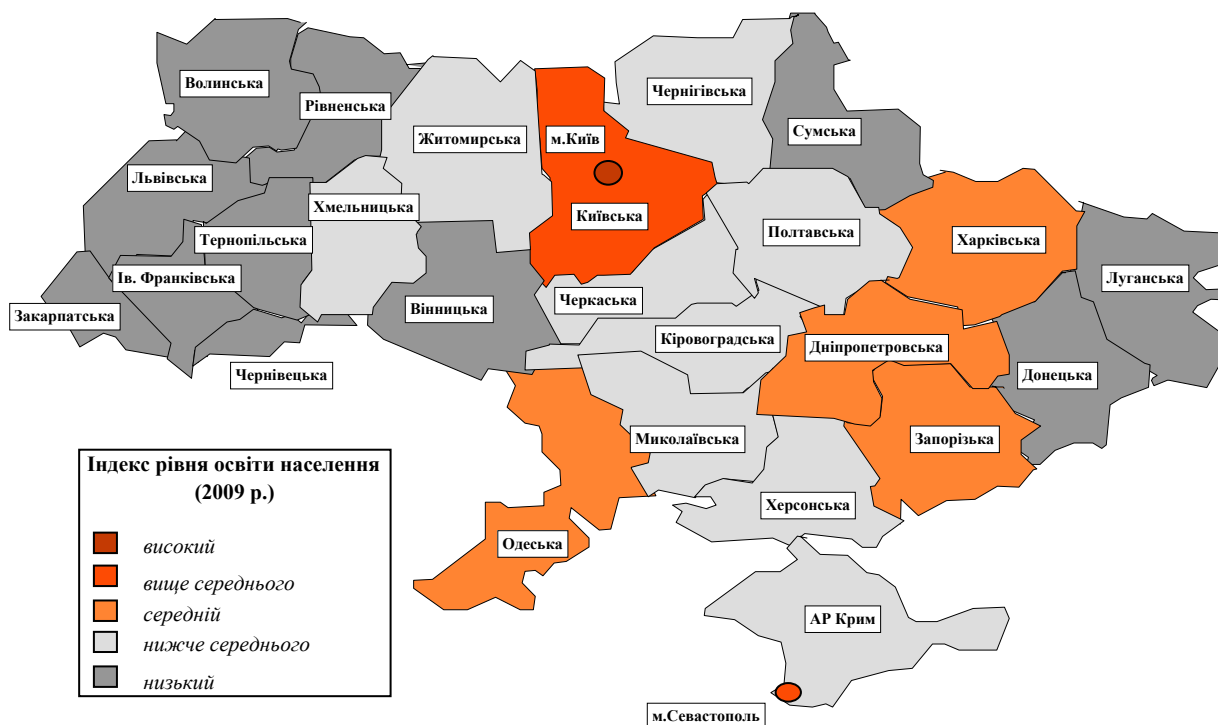 Волинська
Рівненська
Чернігівська
Житомирська
м.Київ
Сумська
Львівська
Хмельницька
Київська
Полтавська
Харківська
Тернопільська
Ів. Франківська
Луганська
Закарпатська
Вінницька
Черкаська
Кіровоградська
Дніпропетровська
Чернівецька
Донецька
Миколаївська
Запорізька
Херсонська
Одеська
АР Крим
м.Севастополь
Індекс рівня освіти населення
(2009 р.)
високий
вище середнього
середній
нижче середнього
низький